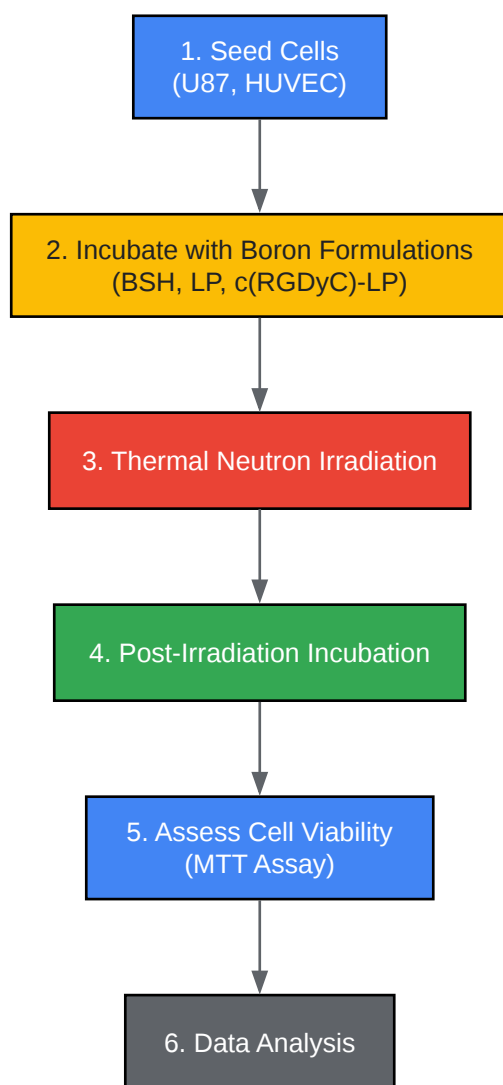 1. Seed Cells
(U87, HUVEC)
2. Incubate with Boron Formulations
(BSH, LP, c(RGDyC)-LP)
3. Thermal Neutron Irradiation
4. Post-Irradiation Incubation
5. Assess Cell Viability
(MTT Assay)
6. Data Analysis